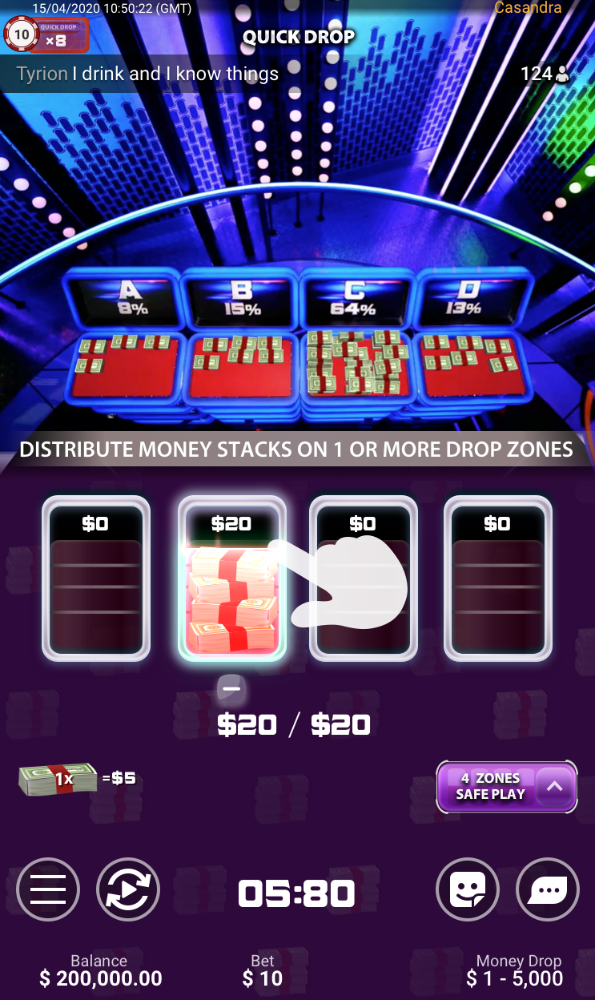 15/04/2020 10:50:22 (GMT)
Casandra
10
QUICK DROP
×8
QUICK DROP
Tyrion I drink and I know things
124
A
8%
B
15%
C
64%
D
13%
DISTRIBUTE MONEY STACKS ON 1 OR MORE DROP ZONES
$0
$20
$0
$0
$20 / $20
1x =$5
4 ZONES
SAFE PLAY
05:80
Balance
$ 200,000.00
Bet
$ 10
Money Drop
$ 1 - 5,000